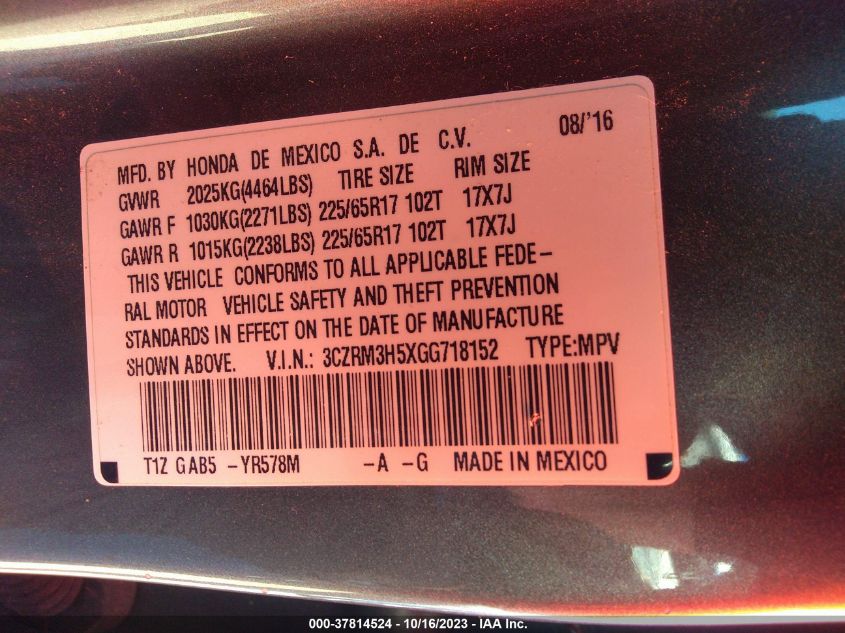 08/'16
MFD. BY HONDA DE MEXICO S.A. DE C.V.
GVWR 2025KG(4464LBS) TIRE SIZE RIM SIZE
GAWR F 1030KG(2271LBS) 225/65R17 102T 17X7J
GAWR R 1015KG(2238LBS) 225/65R17 102T 17X7J
THIS VEHICLE CONFORMS TO ALL APPLICABLE FEDE-
RAL MOTOR VEHICLE SAFETY AND THEFT PREVENTION
STANDARDS IN EFFECT ON THE DATE OF MANUFACTURE
SHOWN ABOVE. V.I.N.: 3CZRM3H5XGG718152 TYPE:MPV
T1Z GAB5 -YR578M -A -G MADE IN MEXICO
000-37814524 - 10/16/2023 - IAA Inc.